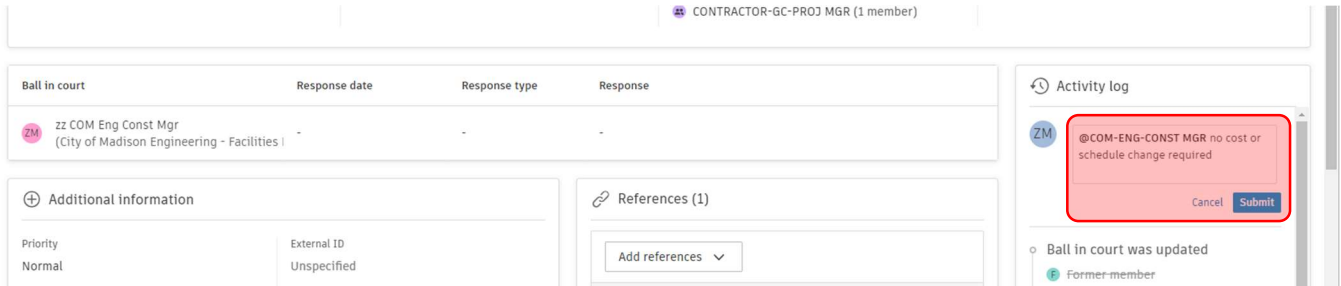 CONTRACTOR-GC-PROJ MGR (1 member)
Ball in court Response date Response type Response
ZM zz COM Eng Const Mgr - - -
(City of Madison Engineering - Facilities
Additional information
Priority External ID
Normal Unspecified
References (1)
Add references
Activity log
ZM @COM-ENG-CONST MGR no cost or
schedule change required
Cancel Submit
Ball in court was updated
F Former member